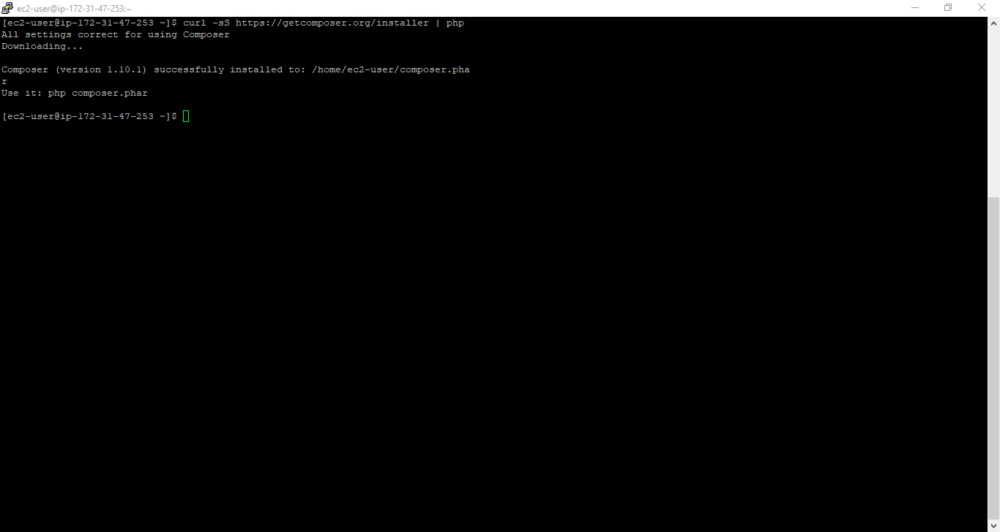 ec2-user@ip-172-31-47-253:~
[ec2-user@ip-172-31-47-253 ~]$ curl -sS https://getcomposer.org/installer | php
All settings correct for using Composer
Downloading...
Composer (version 1.10.1) successfully installed to: /home/ec2-user/composer.pha
r
Use it: php composer.phar
[ec2-user@ip-172-31-47-253 ~]$